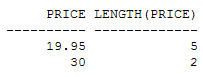 PRICE LENGTH(PRICE)
---------- -------------
19.95 5
30 2